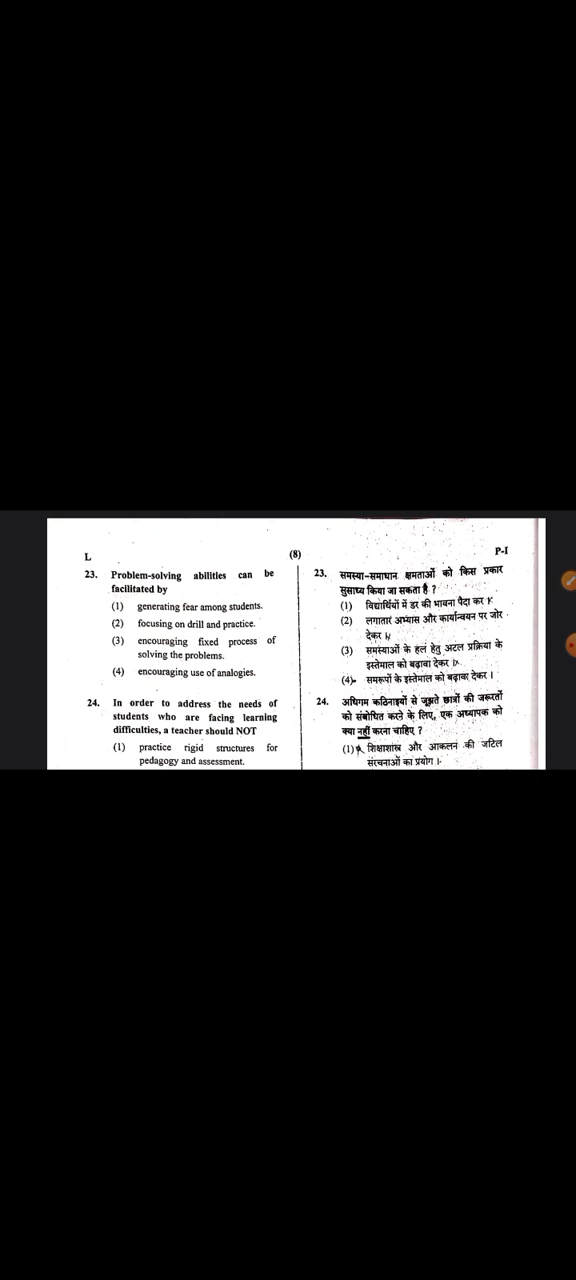 L
(8)
P-I
23. Problem-solving abilities can be
facilitated by
(1) generating fear among students.
(2) focusing on drill and practice.
(3) encouraging fixed process of
solving the problems.
(4) encouraging use of analogies.
24. In order to address the needs of
students who are facing learning
difficulties, a teacher should NOT
(1) practice rigid structures for
pedagogy and assessment.
23. समस्या-समाधान क्षमताओं को किस प्रकार
सुसाध्य किया जा सकता है ?
(1) विद्यार्थियों में डर की भावना पैदा कर
(2) लगातार अभ्यास और कार्यान्वयन पर जोर
देकर
(3) समस्याओं के हल हेतु अटल प्रक्रिया के
इस्तेमाल को बढ़ावा देकर
(4) समरूपों के इस्तेमाल को बढ़ावा देकर ।
24. अधिगम कठिनाइयों से जूझते छात्रों की जरूरतों
को संबोधित करने के लिए, एक अध्यापक को
क्या नहीं करना चाहिए ?
(1) शिक्षाशास्त्र और आकलन की जटिल
संरचनाओं का प्रयोग ।